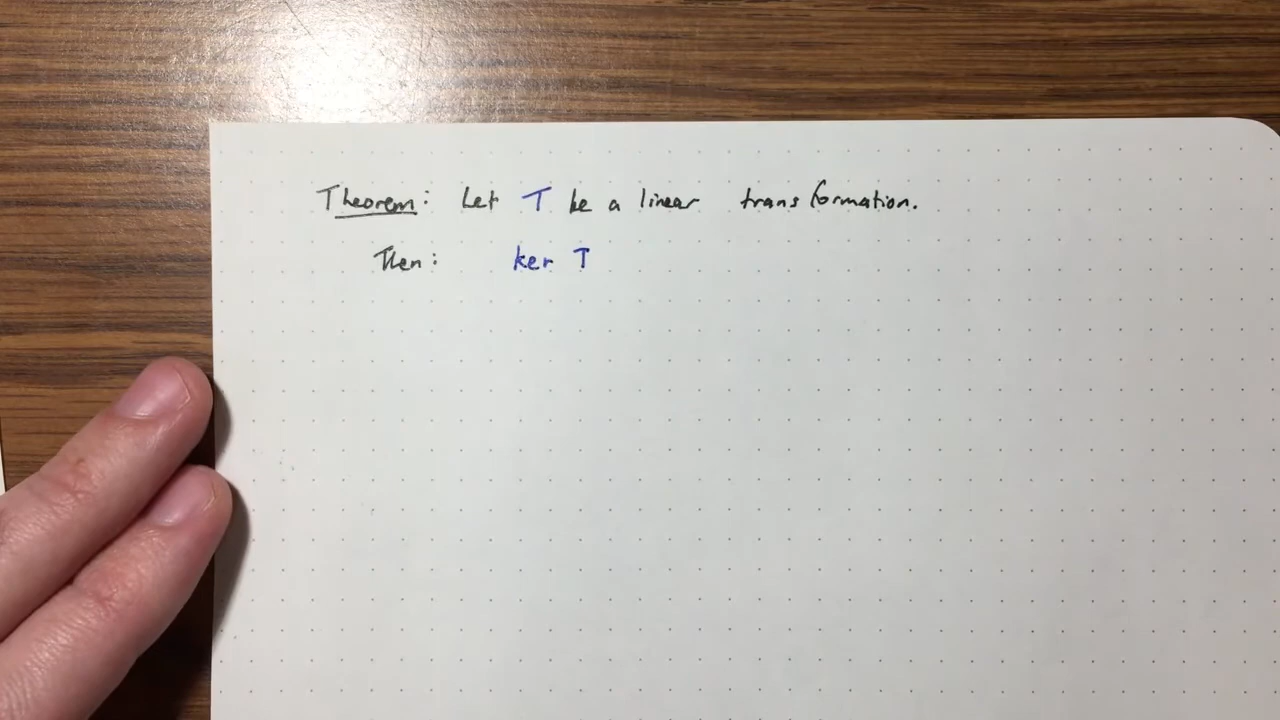 Theorem: Let T be a linear transformation.
Then: ker T